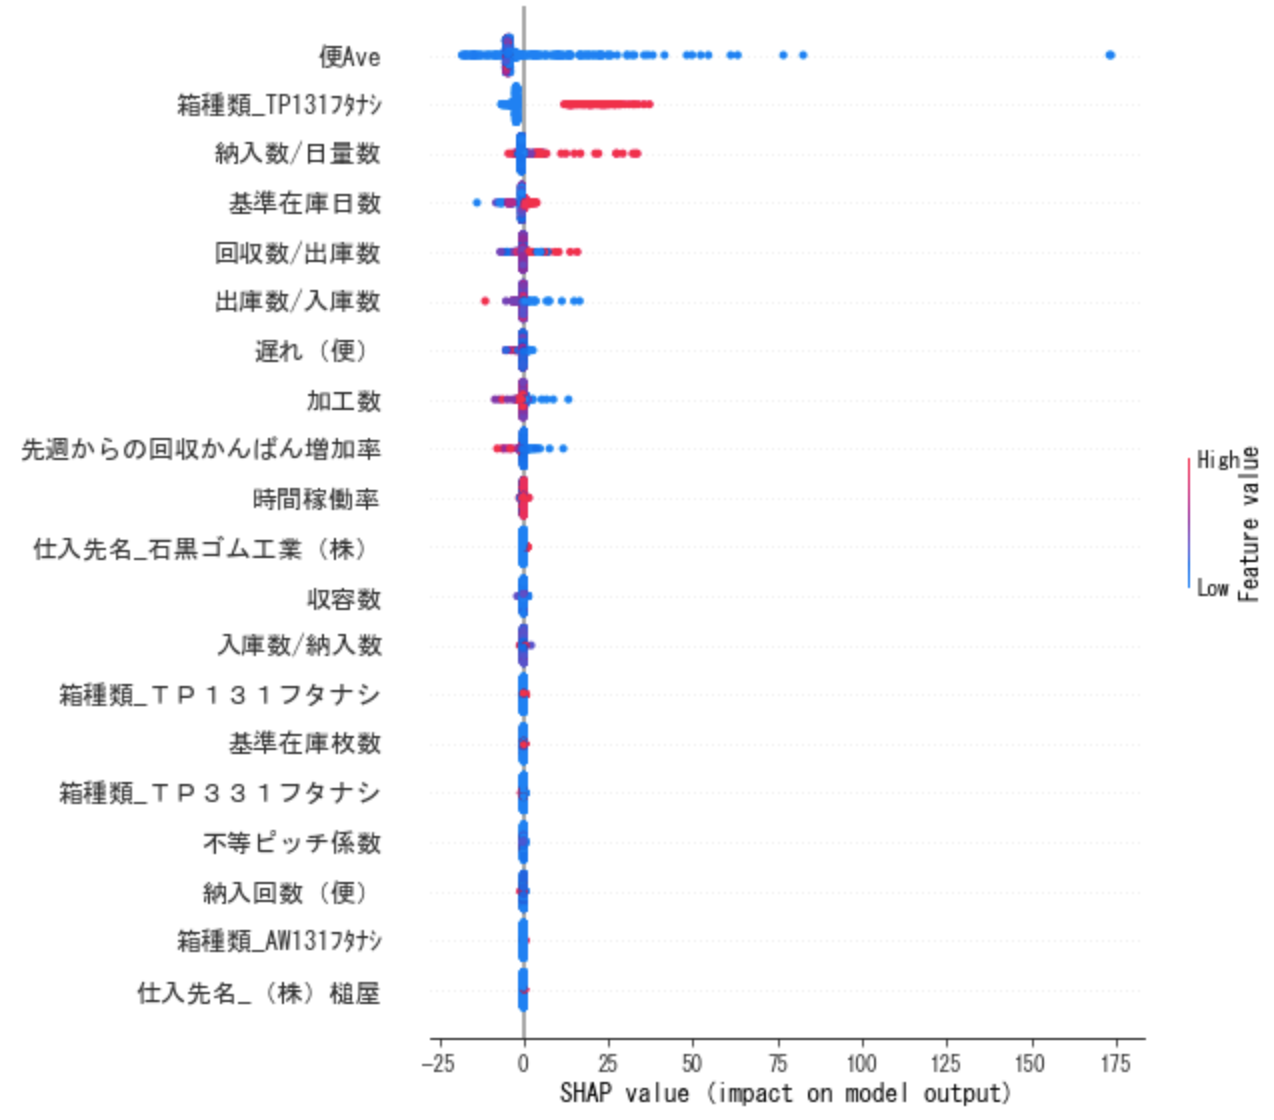 便Ave
箱種類_TP131ﾌﾀﾅｼ
納入数/日量数
基準在庫日数
回収数/出庫数
出庫数/入庫数
遅れ（便）
加工数
先週からの回収かんばん増加率
時間稼働率
仕入先名_石黒ゴム工業（株）
収容数
入庫数/納入数
箱種類_ＴＰ１３１フタナシ
基準在庫枚数
箱種類_ＴＰ３３１フタナシ
不等ピッチ係数
納入回数（便）
箱種類_AW131ﾌﾀﾅｼ
仕入先名_（株）槌屋
−25 0 25 50 75 100 125 150 175
SHAP value (impact on model output)
High
Low
Feature value